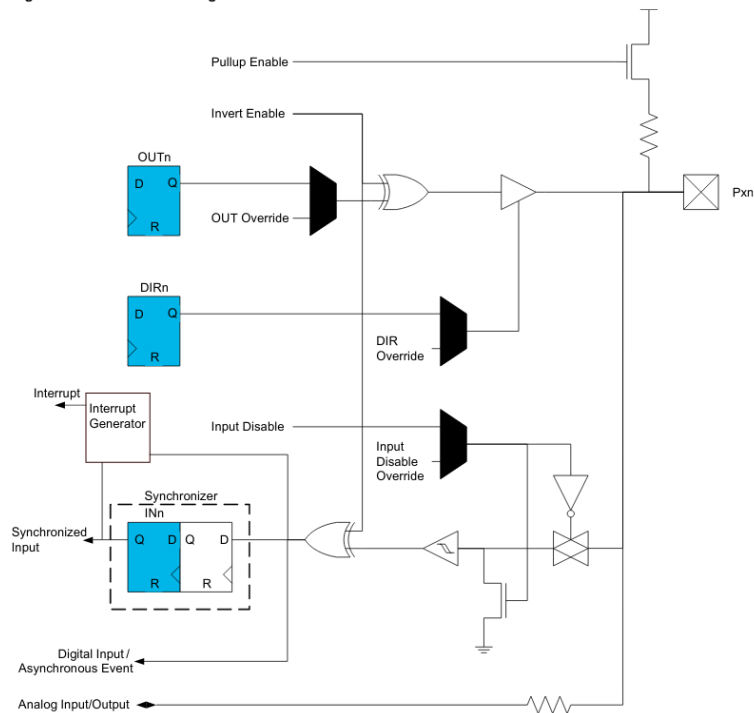 Pullup Enable
Invert Enable
OUTn
D Q
R
OUT Override
Pxn
DIRn
D Q
R
DIR
Override
Interrupt
Interrupt
Generator
Input Disable
Input
Disable
Override
Synchronizer
INn
Synchronized
Input
Q D Q D
R R
Digital Input /
Asynchronous Event
Analog Input/Output